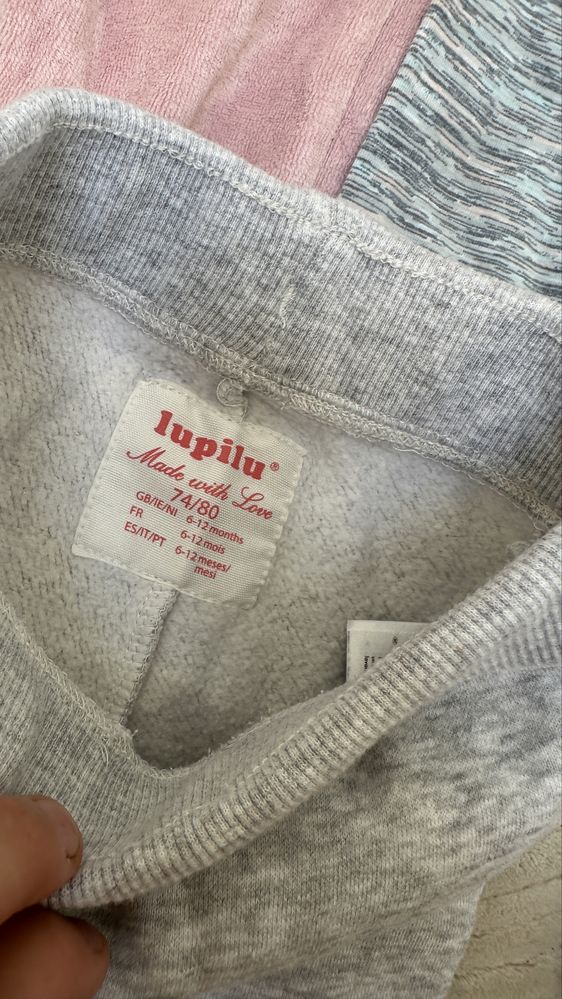 lupilu®
Made with Love
74/80
GB/IE/NI 6-12 months
FR 6-12 mois
ES/IT/PT 6-12 meses/
mesi